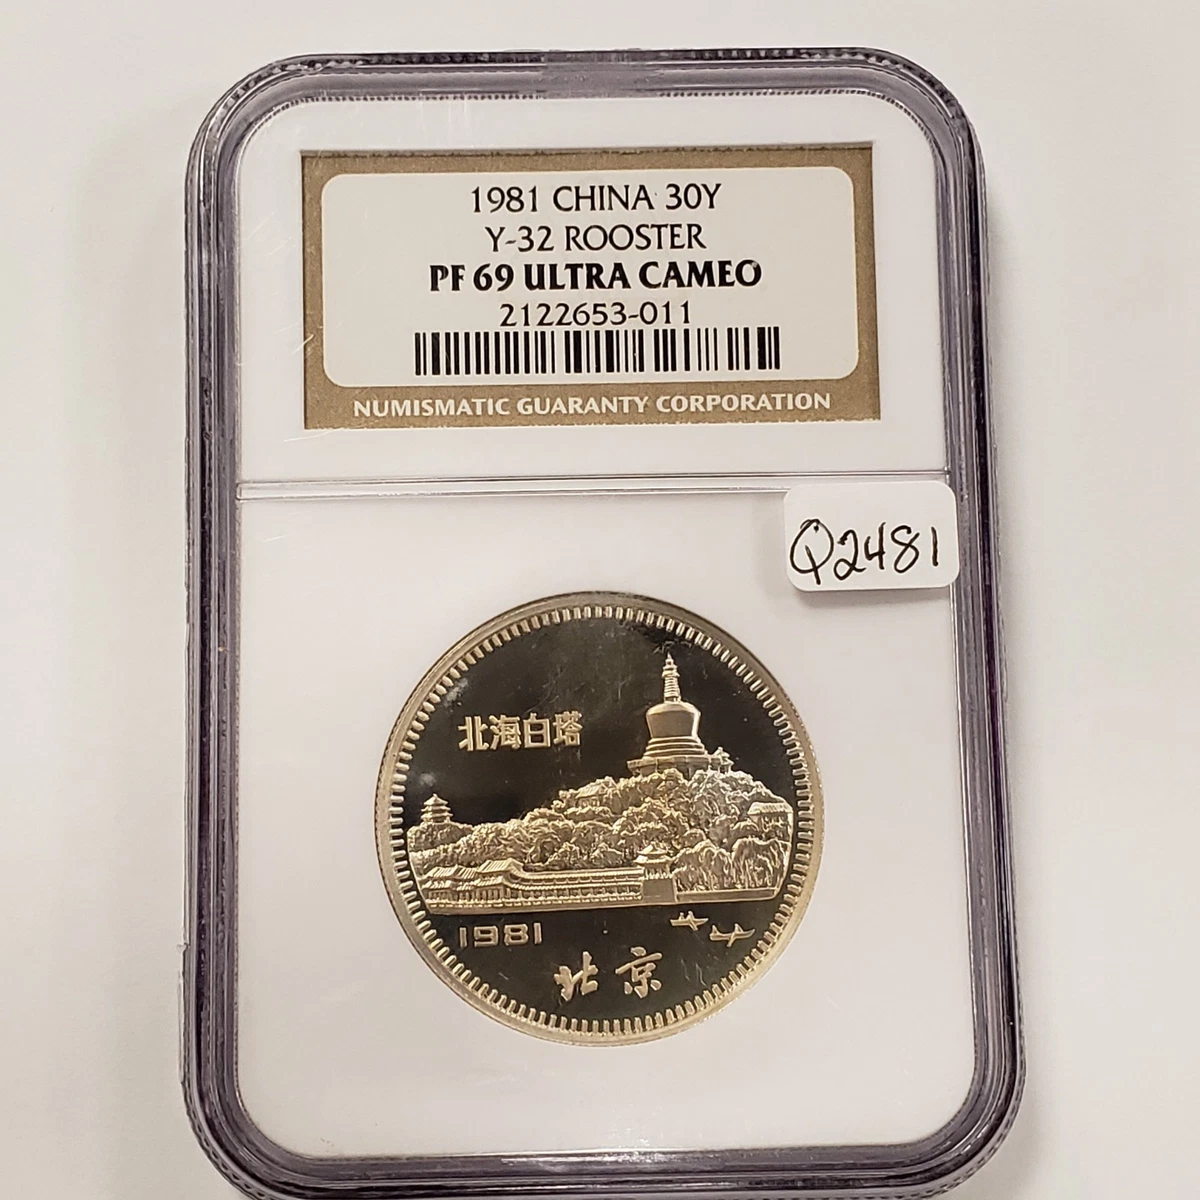 1981 CHINA 30Y
Y-32 ROOSTER
PF 69 ULTRA CAMEO
2122653-011
NUMISMATIC GUARANTY CORPORATION
Q2481
北海白塔
1981
北京